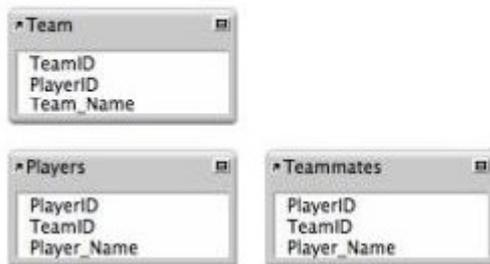 Team
TeamID
PlayerID
Team_Name
Players
PlayerID
TeamID
Player_Name
Teammates
PlayerID
TeamID
Player_Name